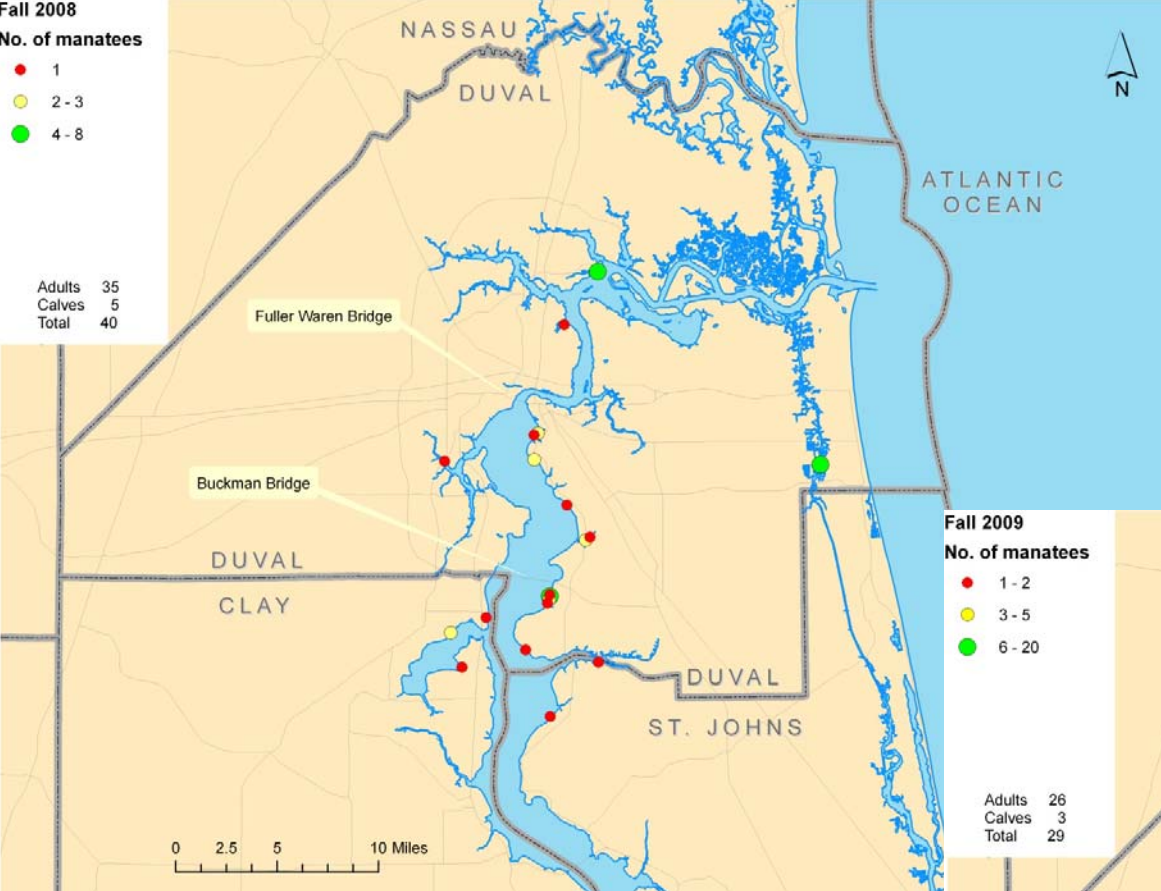 Fall 2008
No. of manatees
1
2 - 3
4 - 8
Adults 35
Calves 5
Total 40
NASSAU
DUVAL
N
ATLANTIC
OCEAN
Fuller Waren Bridge
Buckman Bridge
DUVAL
CLAY
DUVAL
ST. JOHNS
0 2.5 5 10 Miles
Fall 2009
No. of manatees
1 - 2
3 - 5
6 - 20
Adults 26
Calves 3
Total 29